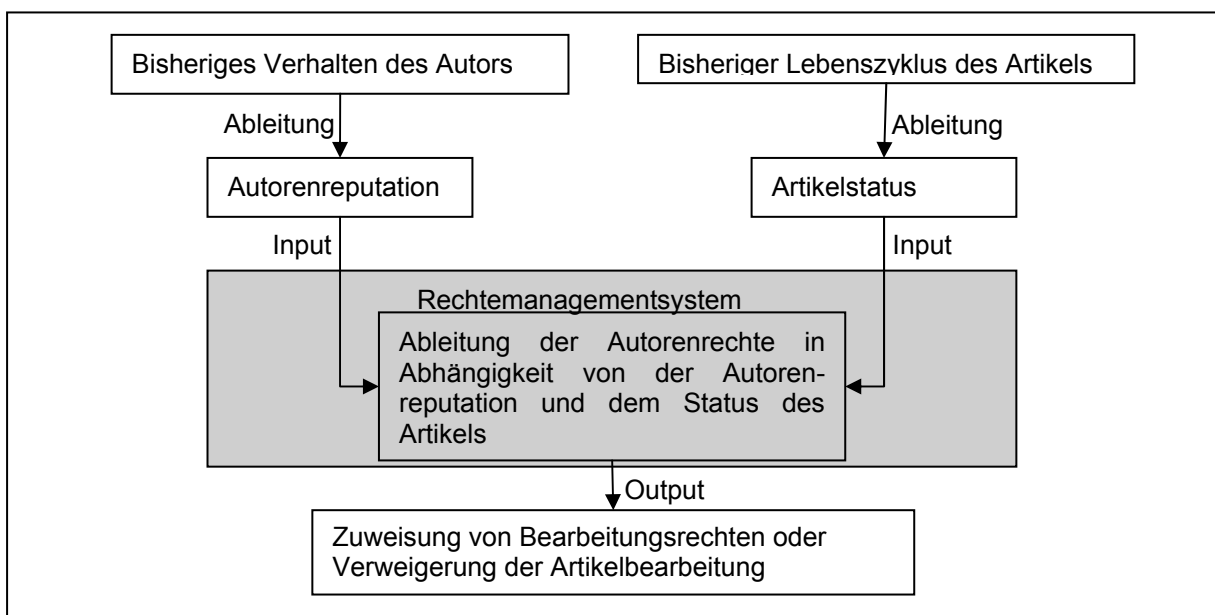 Bisheriges Verhalten des Autors
Bisheriger Lebenszyklus des Artikels
Ableitung
Ableitung
Autorenreputation
Artikelstatus
Input
Input
Rechtemanagementsystem
Ableitung der Autorenrechte in
Abhängigkeit von der Autoren-
reputation und dem Status des
Artikels
Output
Zuweisung von Bearbeitungsrechten oder
Verweigerung der Artikelbearbeitung